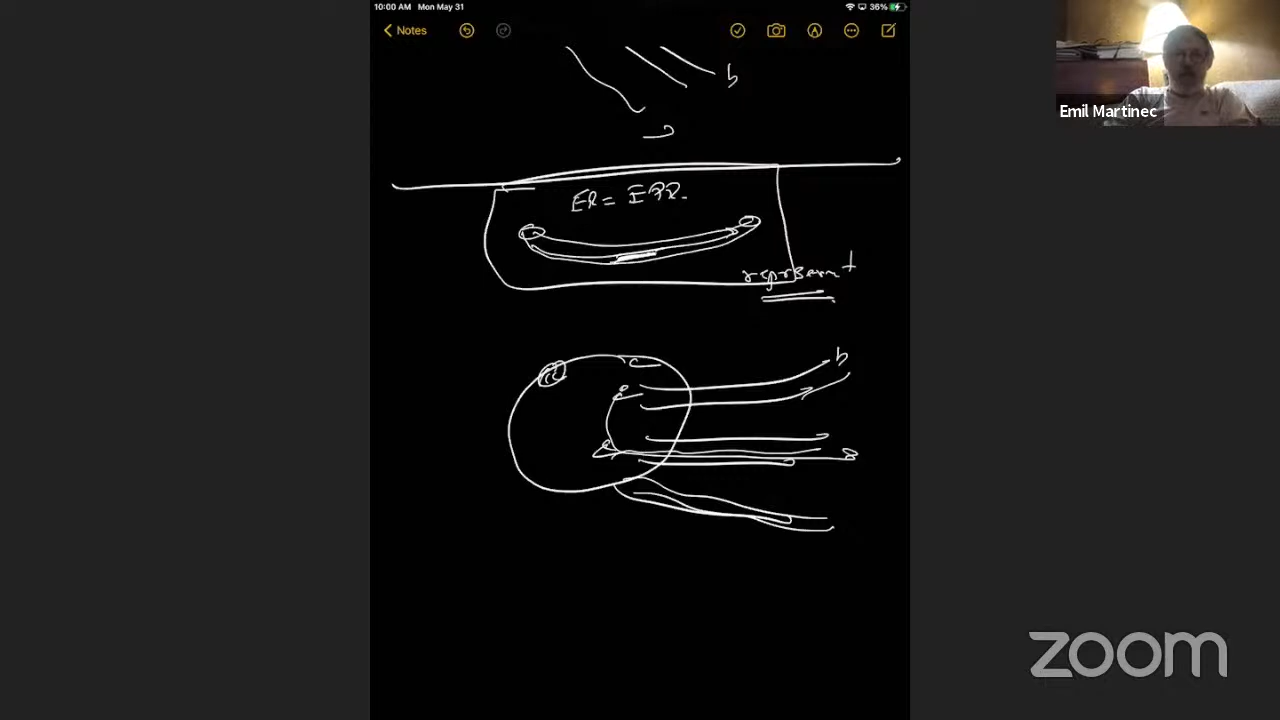 10:00 AM Mon May 31
36%
Notes
b
ER = EPR.
represent
b
Emil Martinec
zoom